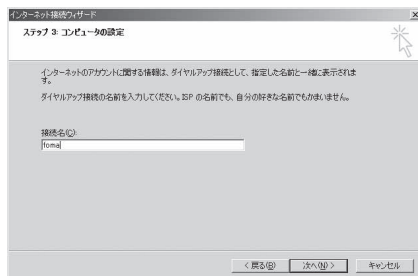 インターネット接続ウィザード
ステップ 3: コンピュータの設定
インターネットのアカウントに関する情報は、ダイヤルアップ接続として、指定した名前と一緒に表示されま
す。
ダイヤルアップ接続の名前を入力してください。ISP の名前でも、自分の好きな名前でもかまいません。
接続名(C):
foma
< 戻る(B)
次へ(N) >
キャンセル